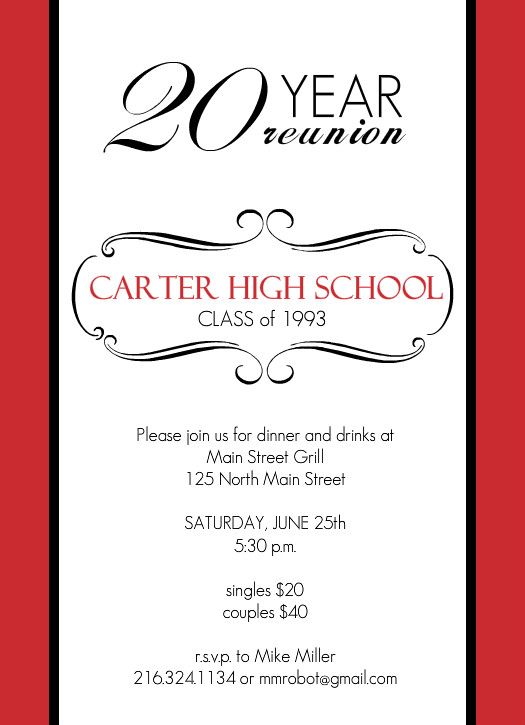 20 YEAR
reunion
CARTER HIGH SCHOOL
CLASS of 1993
Please join us for dinner and drinks at
Main Street Grill
125 North Main Street
SATURDAY, JUNE 25th
5:30 p.m.
singles $20
couples $40
r.s.v.p. to Mike Miller
216.324.1134 or mmrobot@gmail.com